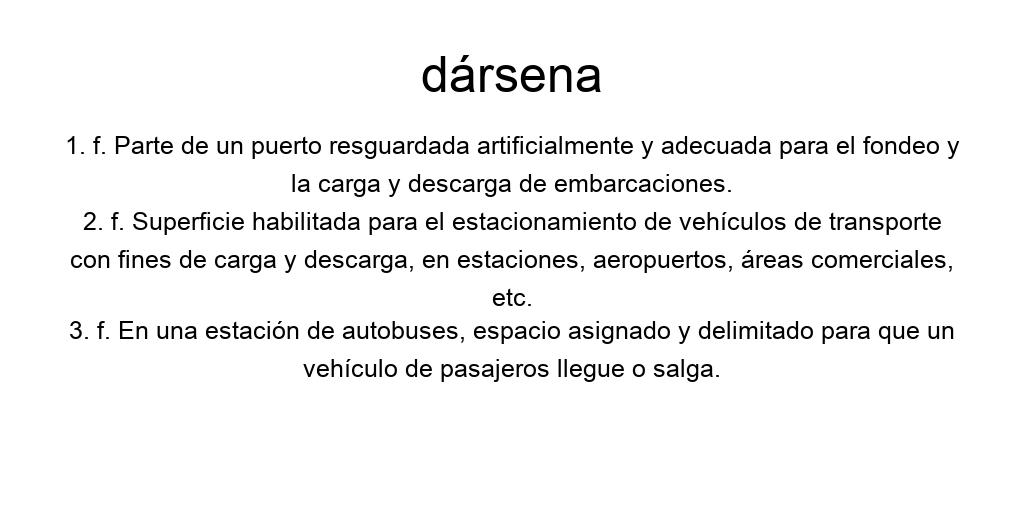 dársena
1. f. Parte de un puerto resguardada artificialmente y adecuada para el fondeo y
la carga y descarga de embarcaciones.
2. f. Superficie habilitada para el estacionamiento de vehículos de transporte
con fines de carga y descarga, en estaciones, aeropuertos, áreas comerciales,
etc.
3. f. En una estación de autobuses, espacio asignado y delimitado para que un
vehículo de pasajeros llegue o salga.